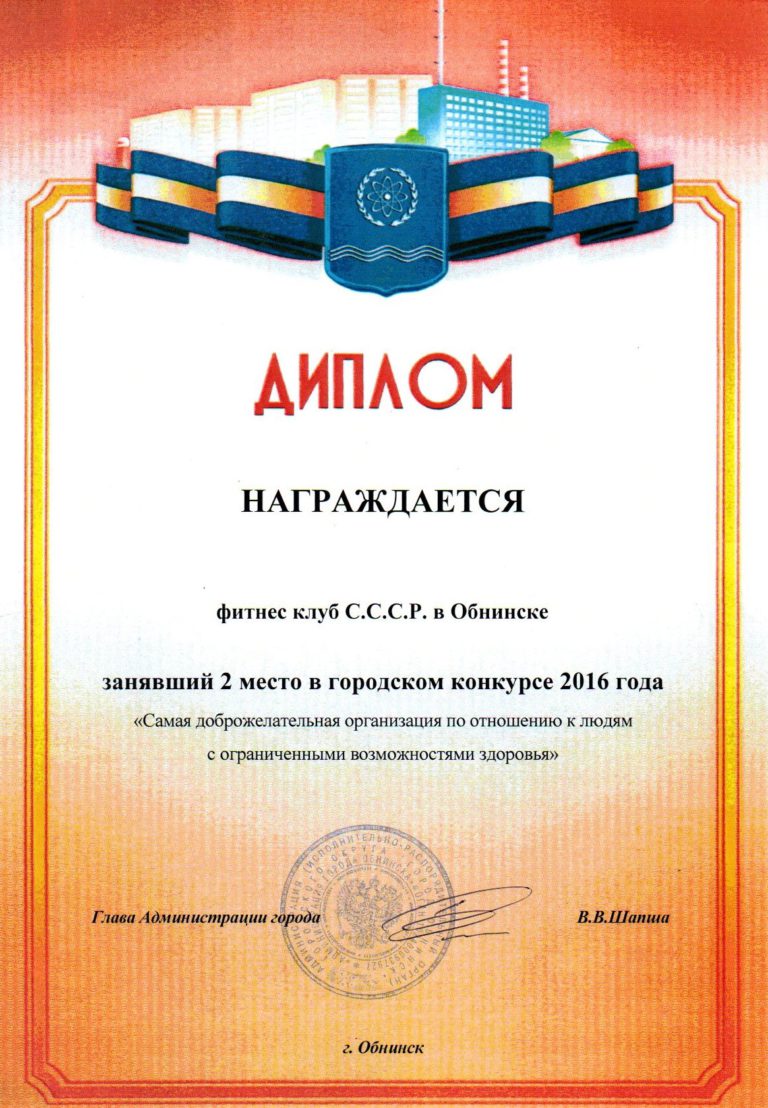 ДИПЛОМ
НАГРАЖДАЕТСЯ
фитнес клуб С.С.С.Р. в Обнинске
занявший 2 место в городском конкурсе 2016 года
«Самая доброжелательная организация по отношению к людям
с ограниченными возможностями здоровья»
Глава Администрации города
В.В.Шапша
г. Обнинск